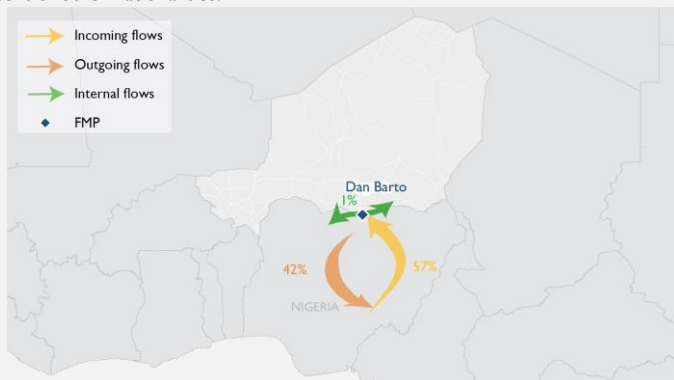 Incoming flows
Outgoing flows
Internal flows
FMP
Dan Barto
1%
42%
57%
NIGERIA